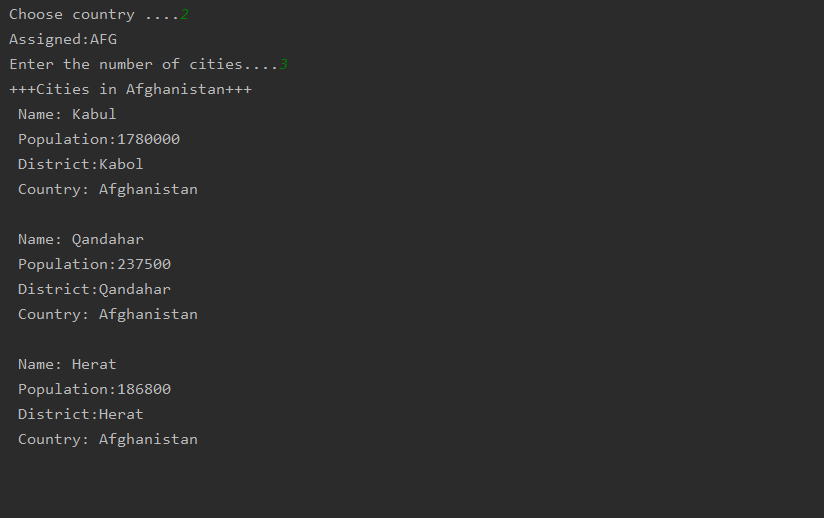 Choose country ....2
Assigned:AFG
Enter the number of cities....3
+++Cities in Afghanistan+++
Name: Kabul
Population:1780000
District:Kabol
Country: Afghanistan
Name: Qandahar
Population:237500
District:Qandahar
Country: Afghanistan
Name: Herat
Population:186800
District:Herat
Country: Afghanistan